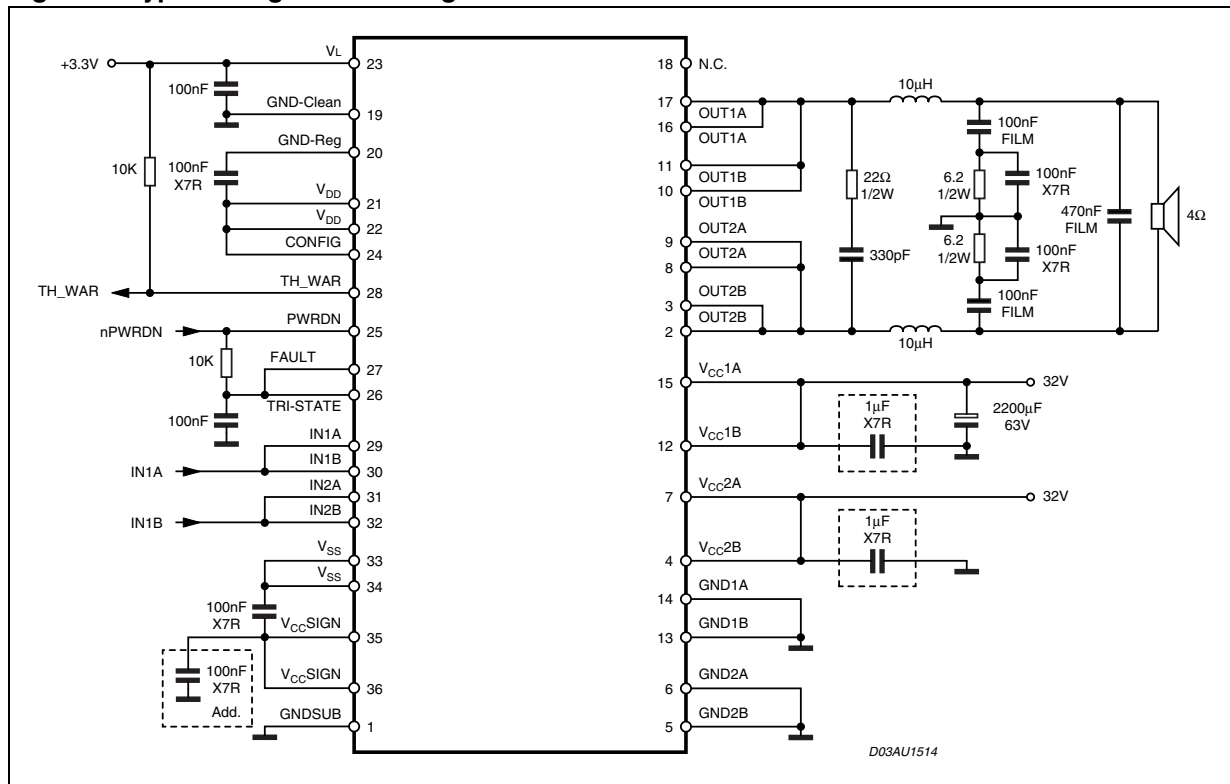 +3.3V
VL
23
100nF
GND-Clean
19
GND-Reg
20
10K
100nF
X7R
VDD
21
VDD
22
CONFIG
24
TH_WAR
TH_WAR
28
nPWRDN
PWRDN
25
10K
FAULT
27
26
TRI-STATE
100nF
IN1A
29
IN1A
IN1B
30
IN2A
31
IN1B
IN2B
32
VSS
33
VSS
34
100nF
X7R
VCCSIGN
35
100nF
X7R
Add.
VCCSIGN
36
GNDSUB
1
18
N.C.
17
OUT1A
16
OUT1A
11
OUT1B
10
OUT1B
OUT2A
9
OUT2A
8
OUT2B
3
OUT2B
2
10μH
22Ω
1/2W
330pF
10μH
100nF
FILM
6.2
1/2W
100nF
X7R
6.2
1/2W
100nF
X7R
100nF
FILM
470nF
FILM
4Ω
VCC1A
15
32V
1μF
X7R
2200μF
63V
VCC1B
12
VCC2A
7
32V
1μF
X7R
VCC2B
4
GND1A
14
GND1B
13
GND2A
6
GND2B
5
D03AU1514